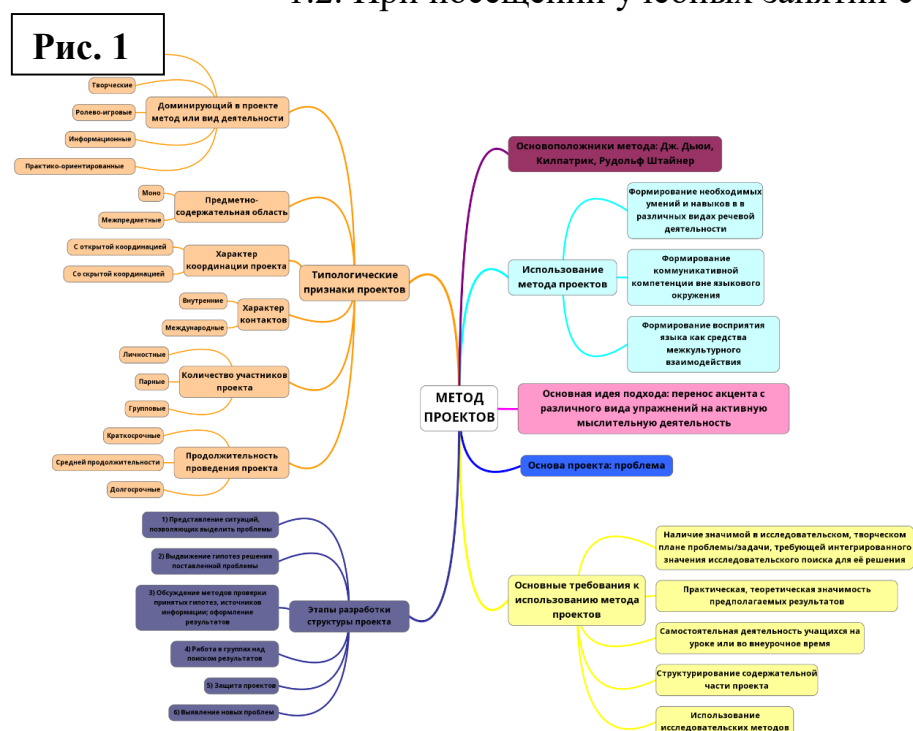 1.2. При посещении учебных занятий с
Рис. 1
Творческие
Ролево-игровые
Информационные
Практико-ориентированные
Доминирующий в проекте
метод или вид деятельности
Моно
Межпредметные
Предметно-
содержательная область
С открытой координацией
Со скрытой координацией
Характер
координации проекта
Внутренние
Международные
Характер
контактов
Личностные
Парные
Групповые
Количество участников
проекта
Краткосрочные
Средней продолжительности
Долгосрочные
Продолжительность
проведения проекта
Типологические
признаки проектов
1) Представление ситуаций,
позволяющих выделить проблемы
2) Выдвижение гипотез решения
поставленной проблемы
3) Обсуждение методов проверки
принятых гипотез, источников
информации; оформление
результатов
4) Работа в группах над
поиском результатов
5) Защита проектов
6) Выявление новых проблем
Этапы разработки
структуры проекта
МЕТОД
ПРОЕКТОВ
Основоположники метода: Дж. Дьюи,
Килпатрик, Рудольф Штайнер
Использование
метода проектов
Формирование необходимых
умений и навыков в в
различных видах речевой
деятельности
Формирование
коммуникативной
компетенции вне языкового
окружения
Формирование восприятия
языка как средства
межкультурного
взаимодействия
Основная идея подхода: перенос акцента с
различного вида упражнений на активную
мыслительную деятельность
Основа проекта: проблема
Основные требования к
использованию метода
проектов
Наличие значимой в исследовательском, творческом
плане проблемы/задачи, требующей интегрированного
значения исследовательского поиска для её решения
Практическая, теоретическая значимость
предполагаемых результатов
Самостоятельная деятельность учащихся на
уроке или во внеурочное время
Структурирование содержательной
части проекта
Использование
исследовательских методов